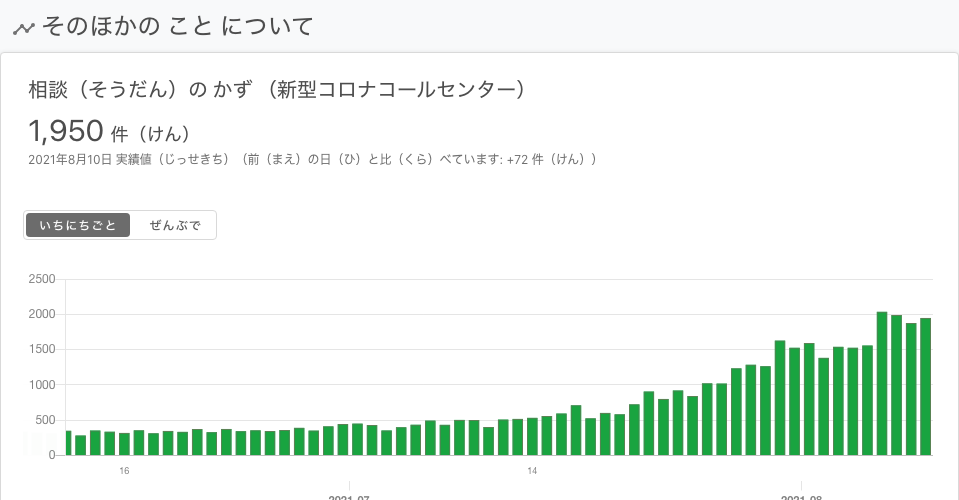 そのほかの こと について
相談（そうだん）の かず （新型コロナコールセンター）
1,950 件（けん）
2021年8月10日 実績値（じっせきち）（前（まえ）の日（ひ）と比（くら）べています: +72 件（けん））
いちにちごと ぜんぶで
2500
2000
1500
1000
500
0
16 14
2021-07 2021-08